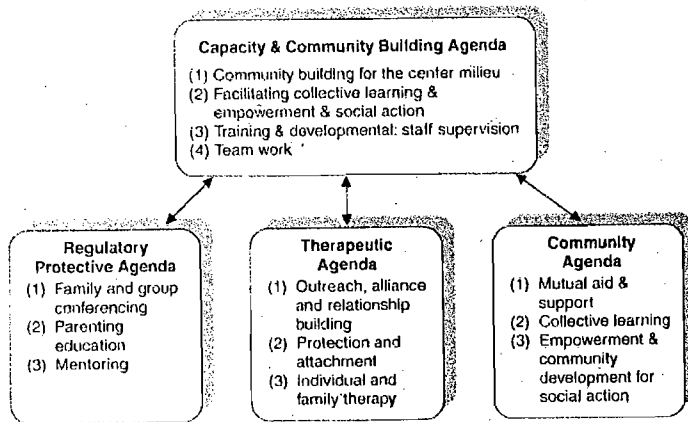 Capacity & Community Building Agenda
(1) Community building for the center milieu
(2) Facilitating collective learning &
empowerment & social action
(3) Training & developmental: staff supervision
(4) Team work
Regulatory
Protective Agenda
(1) Family and group
conferencing
(2) Parenting
education
(3) Mentoring
Therapeutic
Agenda
(1) Outreach, alliance
and relationship
building
(2) Protection and
attachment
(3) Individual and
family therapy
Community
Agenda
(1) Mutual aid &
support
(2) Collective learning
(3) Empowerment &
community
development for
social action